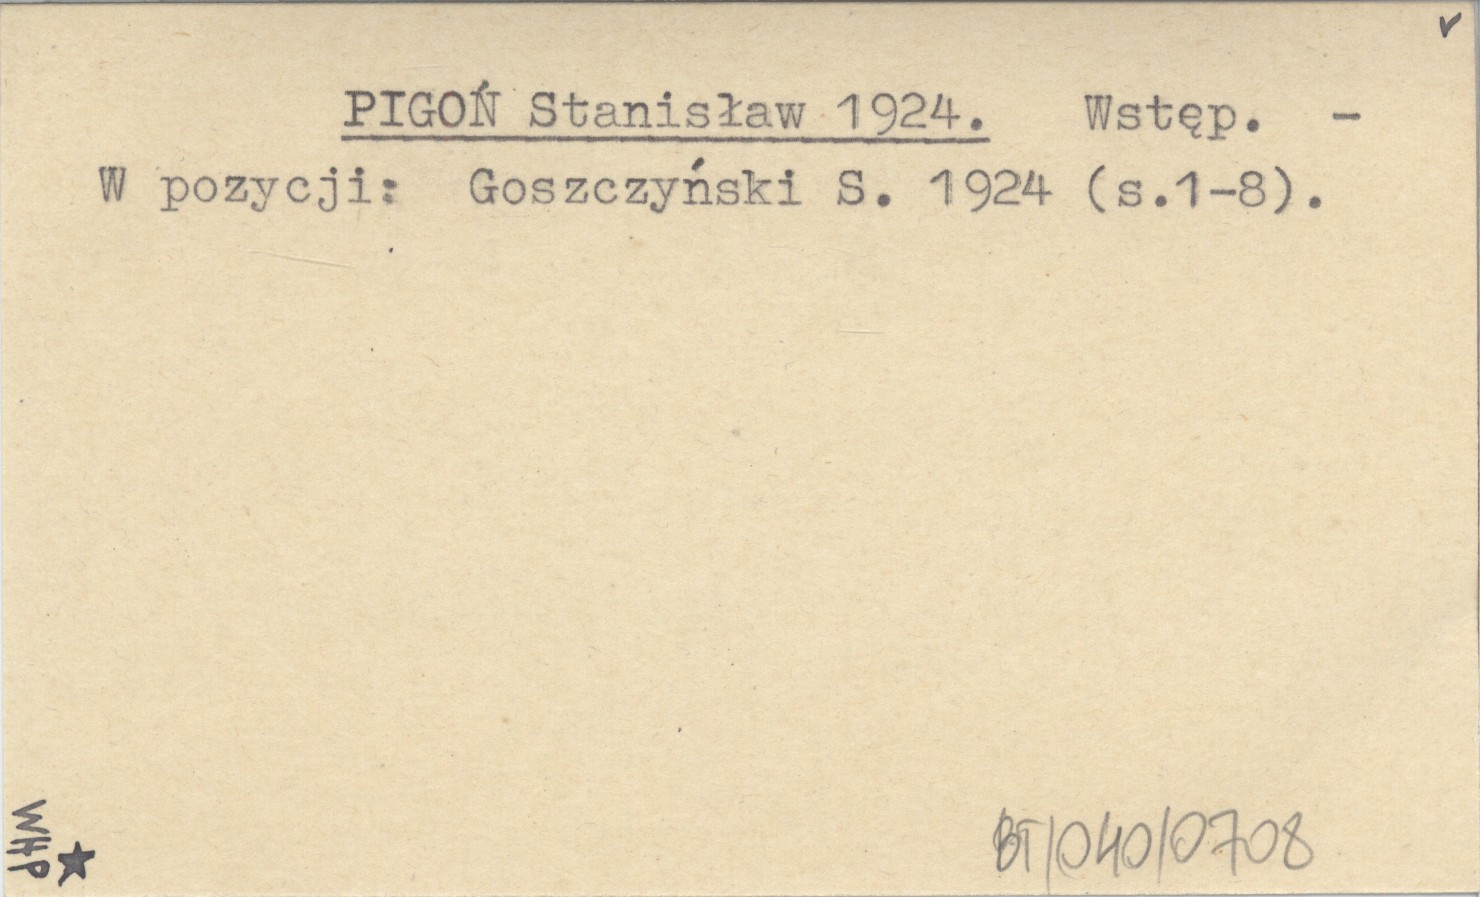 PIGOŃ Stanisław 1924. Wstęp. -
W pozycji: Goszczyński S. 1924 (s.1-8).
BT/040/0708
WHP